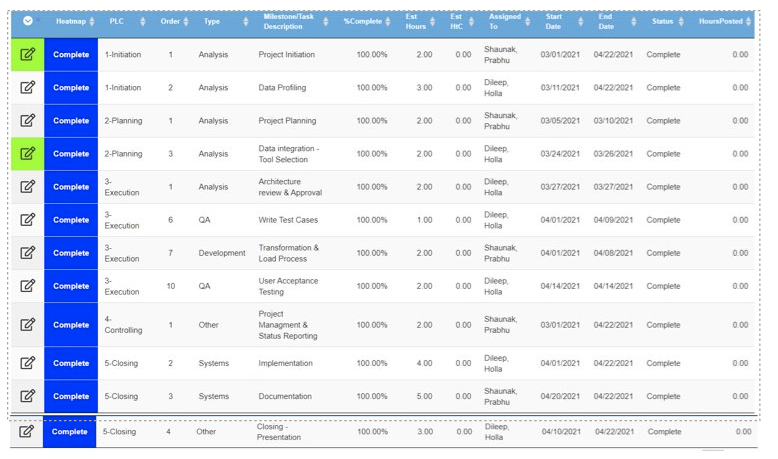 Heatmap PLC Order Type Milestone/Task Description %Complete Est Hours Est HtC Assigned To Start Date End Date Status HoursPosted
Complete 1-Initiation 1 Analysis Project Initiation 100.00% 2.00 0.00 Shaunak, Prabhu 03/01/2021 04/22/2021 Complete 0.00
Complete 1-Initiation 2 Analysis Data Profiling 100.00% 3.00 0.00 Dileep, Holla 03/11/2021 04/22/2021 Complete 0.00
Complete 2-Planning 1 Analysis Project Planning 100.00% 2.00 0.00 Shaunak, Prabhu 03/05/2021 03/10/2021 Complete 0.00
Complete 2-Planning 3 Analysis Data integration - Tool Selection 100.00% 2.00 0.00 Dileep, Holla 03/24/2021 03/26/2021 Complete 0.00
Complete 3-Execution 1 Analysis Architecture review & Approval 100.00% 2.00 0.00 Dileep, Holla 03/27/2021 03/27/2021 Complete 0.00
Complete 3-Execution 6 QA Write Test Cases 100.00% 1.00 0.00 Dileep, Holla 04/01/2021 04/09/2021 Complete 0.00
Complete 3-Execution 7 Development Transformation & Load Process 100.00% 2.00 0.00 Shaunak, Prabhu 04/01/2021 04/08/2021 Complete 0.00
Complete 3-Execution 10 QA User Acceptance Testing 100.00% 2.00 0.00 Dileep, Holla 04/14/2021 04/14/2021 Complete 0.00
Complete 4-Controlling 1 Other Project Managment & Status Reporting 100.00% 2.00 0.00 Shaunak, Prabhu 03/01/2021 04/22/2021 Complete 0.00
Complete 5-Closing 2 Systems Implementation 100.00% 4.00 0.00 Dileep, Holla 04/01/2021 04/22/2021 Complete 0.00
Complete 5-Closing 3 Systems Documentation 100.00% 5.00 0.00 Shaunak, Prabhu 04/20/2021 04/22/2021 Complete 0.00
Complete 5-Closing 4 Other Closing - Presentation 100.00% 3.00 0.00 Dileep, Holla 04/10/2021 04/22/2021 Complete 0.00